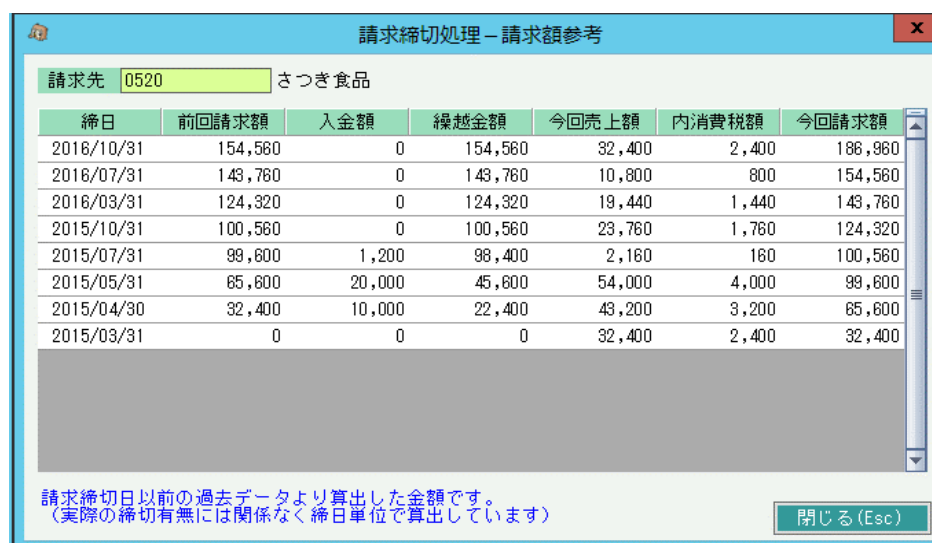 請求締切処理－請求額参考
x
請求先 0520 さつき食品
締日 前回請求額 入金額 繰越金額 今回売上額 内消費税額 今回請求額
2016/10/31 154,560 0 154,560 32,400 2,400 186,960
2016/07/31 143,760 0 143,760 10,800 800 154,560
2016/03/31 124,320 0 124,320 19,440 1,440 143,760
2015/10/31 100,560 0 100,560 23,760 1,760 124,320
2015/07/31 99,600 1,200 98,400 2,160 160 100,560
2015/05/31 65,600 20,000 45,600 54,000 4,000 99,600
2015/04/30 32,400 10,000 22,400 43,200 3,200 65,600
2015/03/31 0 0 0 32,400 2,400 32,400
請求締切日以前の過去データより算出した金額です。
（実際の締切有無には関係なく締日単位で算出しています）
閉じる(Esc)